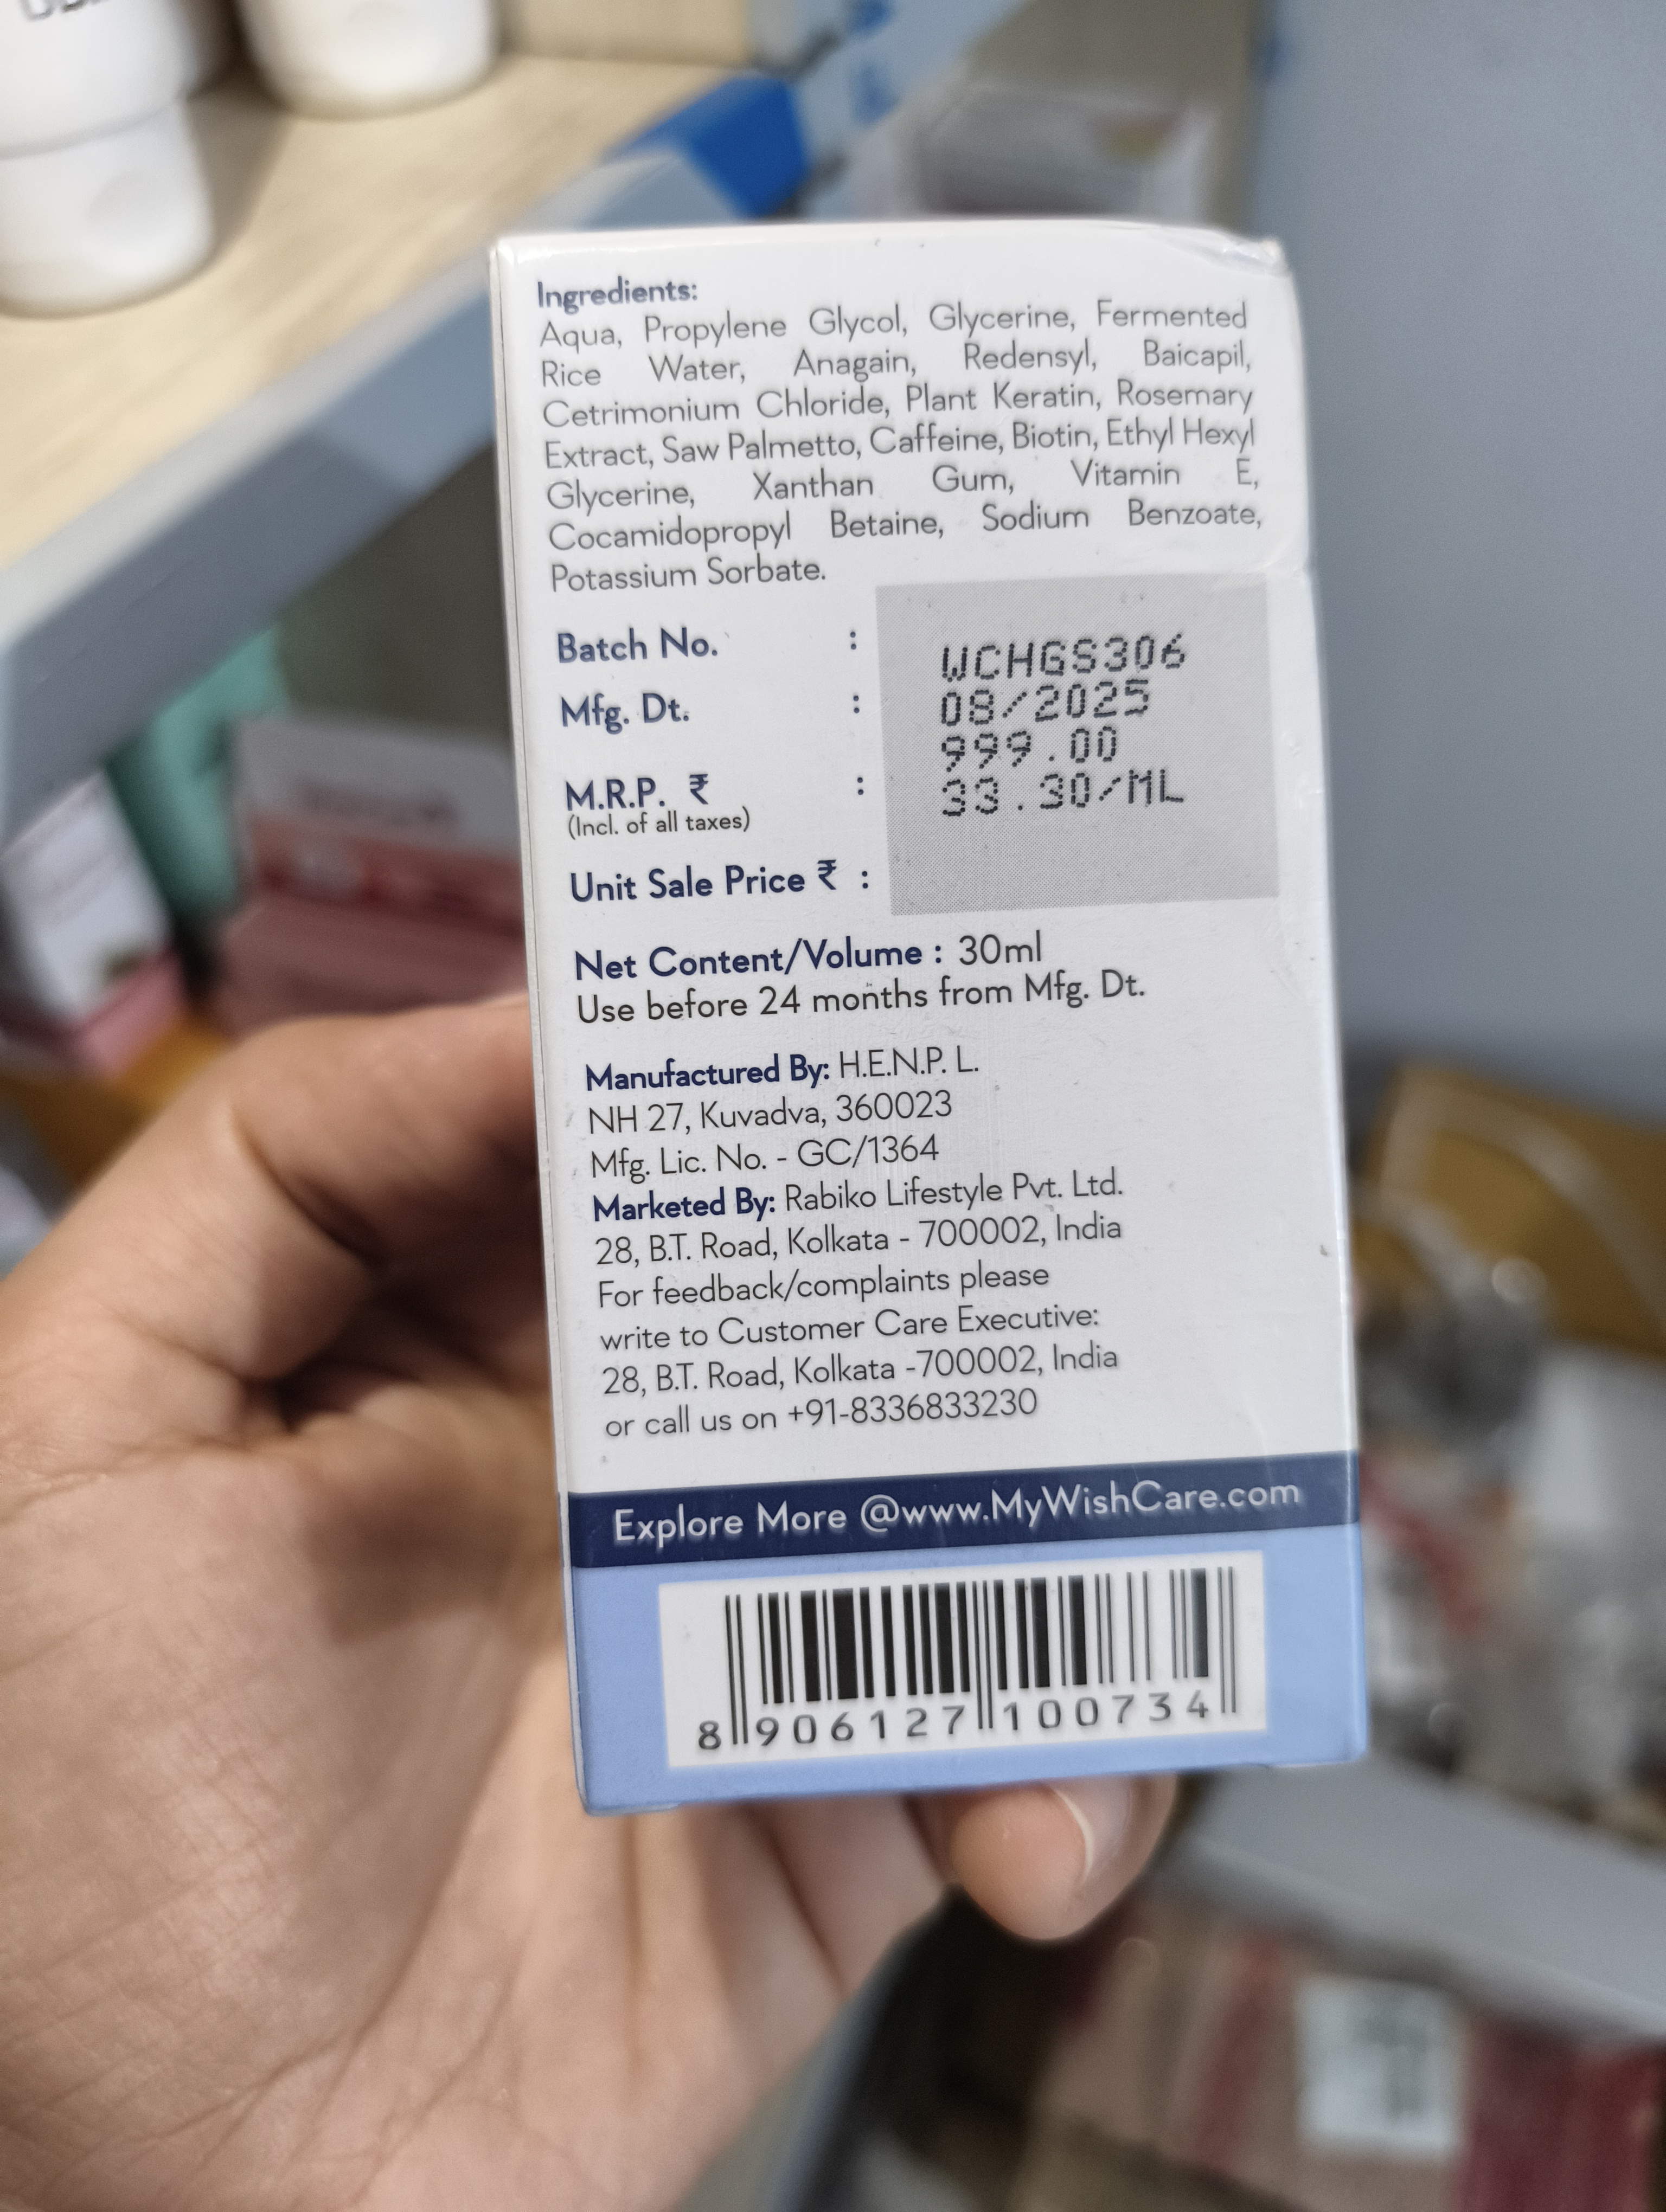 Ingredients:
Aqua, Propylene Glycol, Glycerine, Fermented
Rice Water, Anagain, Redensyl, Baicapil,
Cetrimonium Chloride, Plant Keratin, Rosemary
Extract, Saw Palmetto, Caffeine, Biotin, Ethyl Hexyl
Glycerine, Xanthan Gum, Vitamin E,
Cocamidopropyl Betaine, Sodium Benzoate,
Potassium Sorbate.
Batch No. : WCHGS306
Mfg. Dt. : 08/2025
M.R.P. ₹ : 999.00
(Incl. of all taxes)
Unit Sale Price ₹ : 33.30/ML
Net Content/Volume : 30ml
Use before 24 months from Mfg. Dt.
Manufactured By: H.E.N.P. L.
NH 27, Kuvadva, 360023
Mfg. Lic. No. - GC/1364
Marketed By: Rabiko Lifestyle Pvt. Ltd.
28, B.T. Road, Kolkata - 700002, India
For feedback/complaints please
write to Customer Care Executive:
28, B.T. Road, Kolkata -700002, India
or call us on +91-8336833230
Explore More @www.MyWishCare.com
8 906127 100734